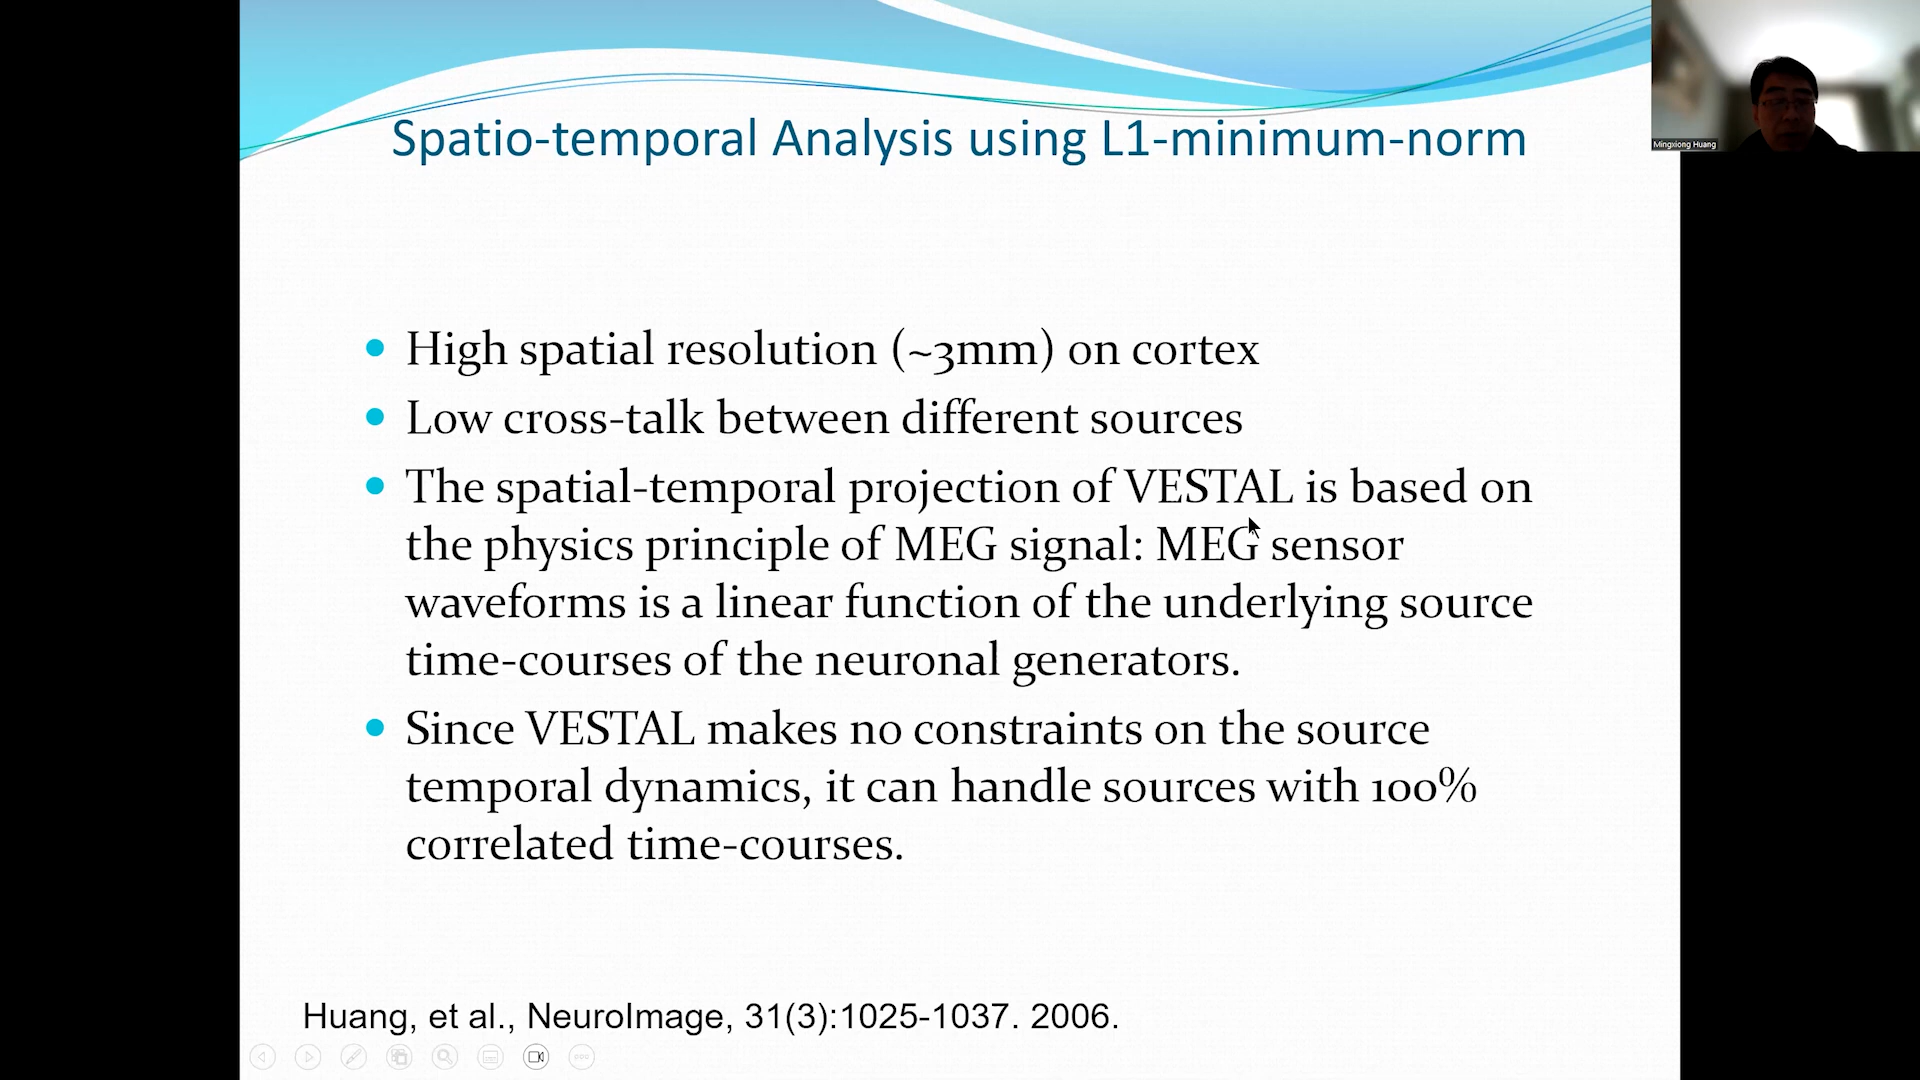 Spatio-temporal Analysis using L1-minimum-norm
Mingxiong Huang
High spatial resolution (~3mm) on cortex
Low cross-talk between different sources
The spatial-temporal projection of VESTAL is based on
the physics principle of MEG signal: MEG sensor
waveforms is a linear function of the underlying source
time-courses of the neuronal generators.
Since VESTAL makes no constraints on the source
temporal dynamics, it can handle sources with 100%
correlated time-courses.
Huang, et al., NeuroImage, 31(3):1025-1037. 2006.